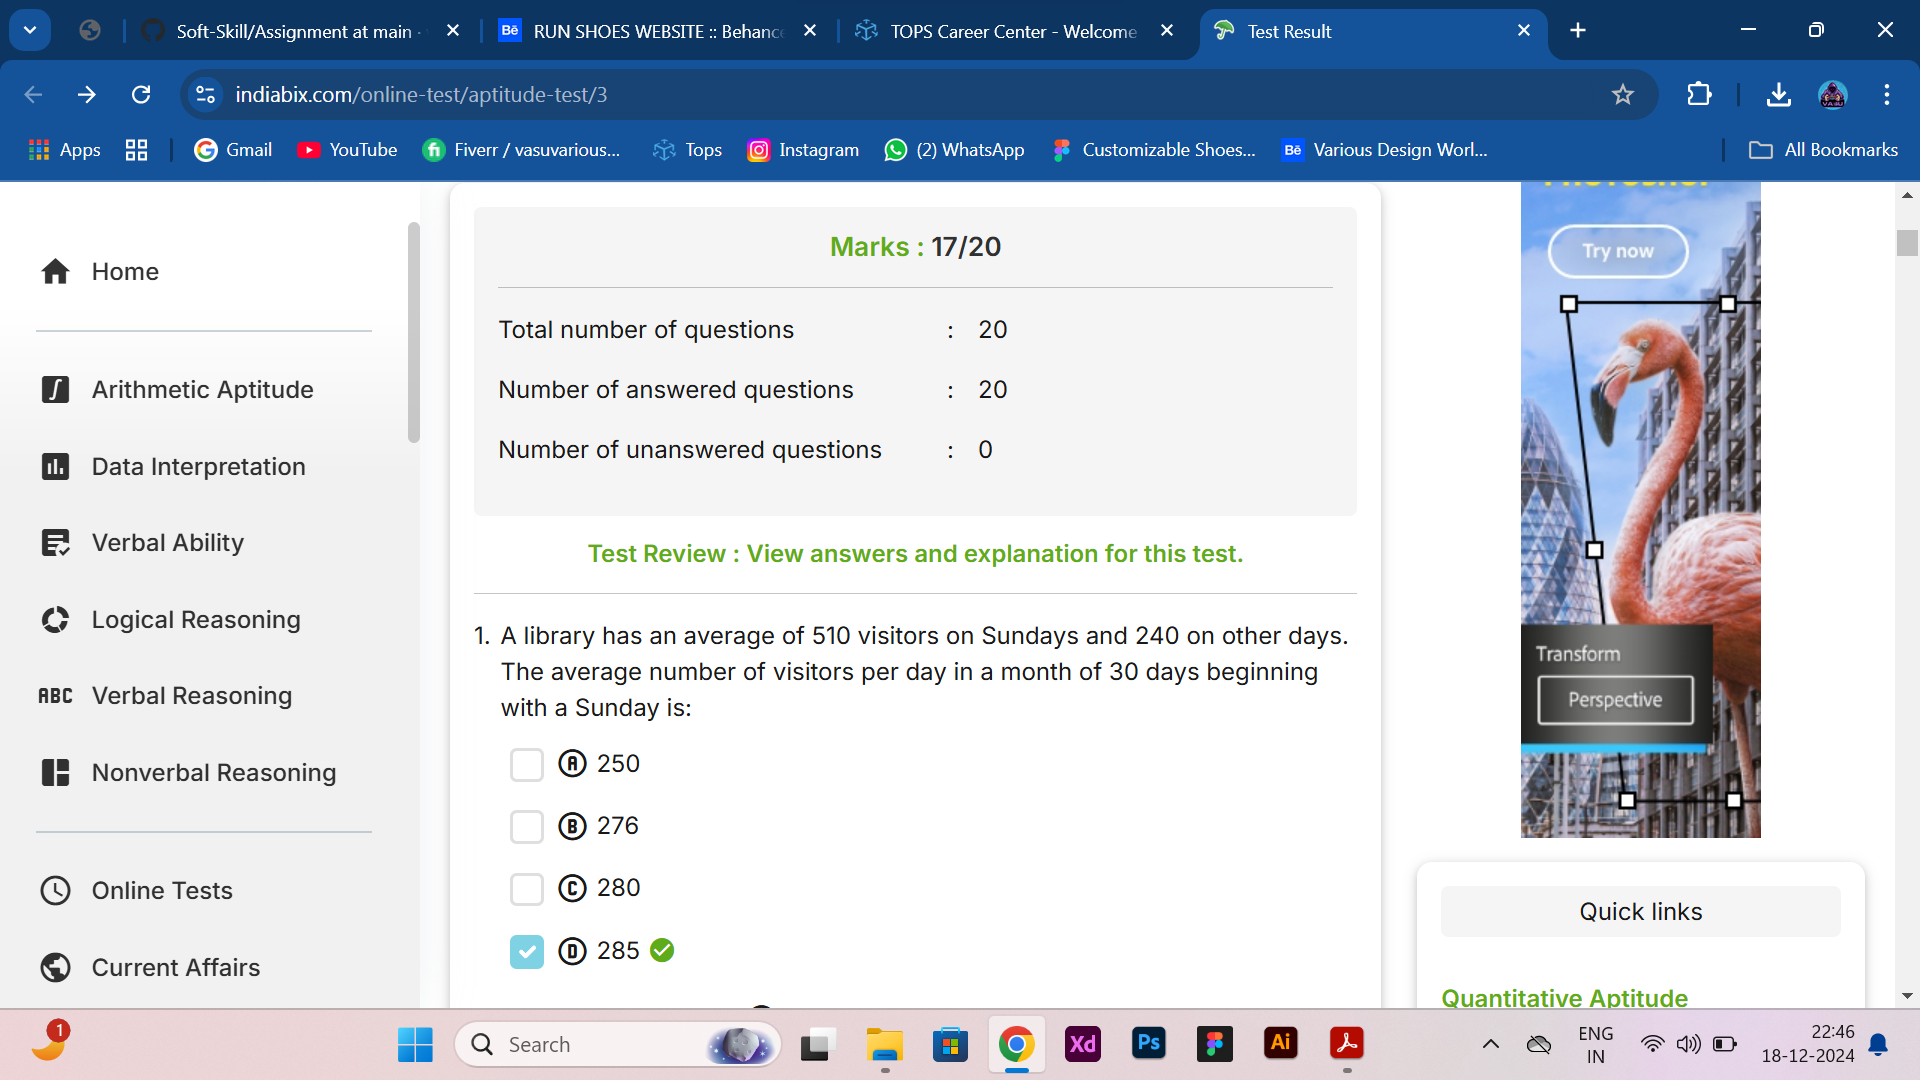 Soft-Skill/Assignment at main
RUN SHOES WEBSITE :: Behance
TOPS Career Center - Welcome
Test Result
indiabix.com/online-test/aptitude-test/3
Apps
Gmail
YouTube
Fiverr / vasuvarious...
Tops
Instagram
(2) WhatsApp
Customizable Shoes...
Bē Various Design Worl...
All Bookmarks
Home
Arithmetic Aptitude
Data Interpretation
Verbal Ability
Logical Reasoning
ABC Verbal Reasoning
Nonverbal Reasoning
Online Tests
Current Affairs
Marks : 17/20
Total number of questions : 20
Number of answered questions : 20
Number of unanswered questions : 0
Test Review : View answers and explanation for this test.
1. A library has an average of 510 visitors on Sundays and 240 on other days.
The average number of visitors per day in a month of 30 days beginning
with a Sunday is:
A 250
B 276
C 280
D 285
Try now
Transform
Perspective
Quick links
Quantitative Aptitude
1
Search
Xd
Ps
Ai
ENG
IN
22:46
18-12-2024